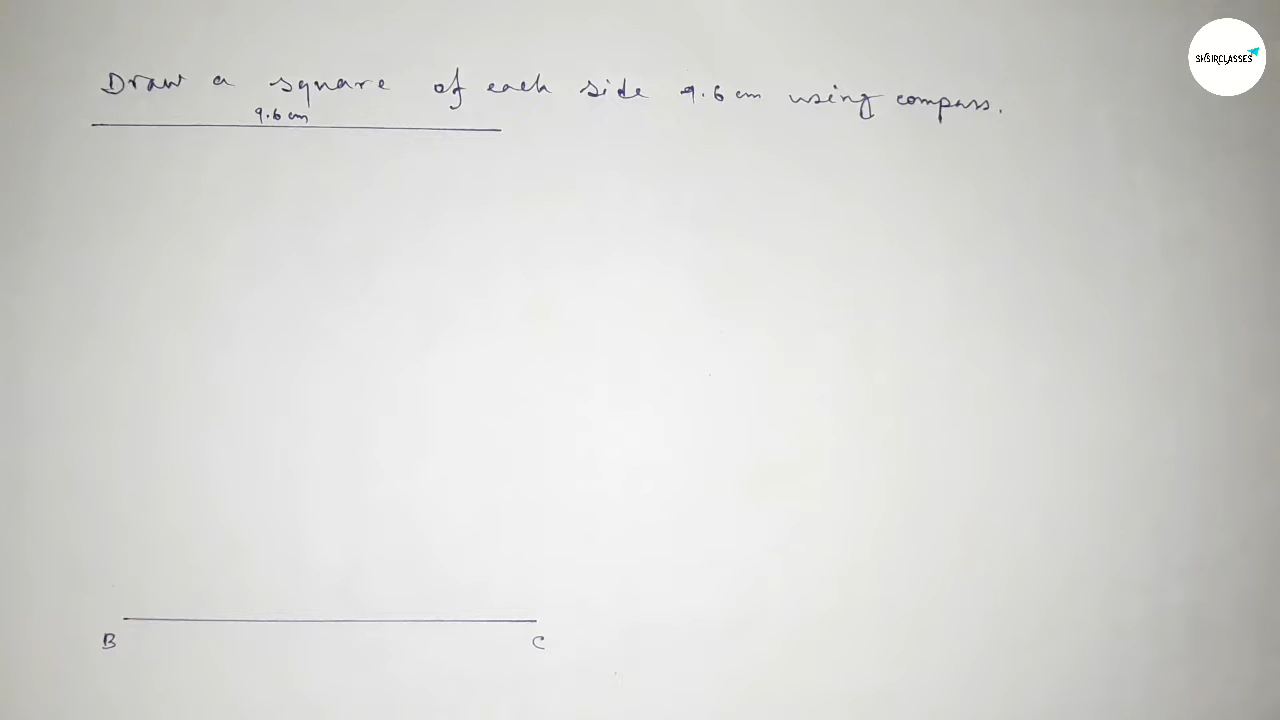 Draw a square of each side 9.6 cm using compass.
9.6 cm
B C
SHSIRCLASSES